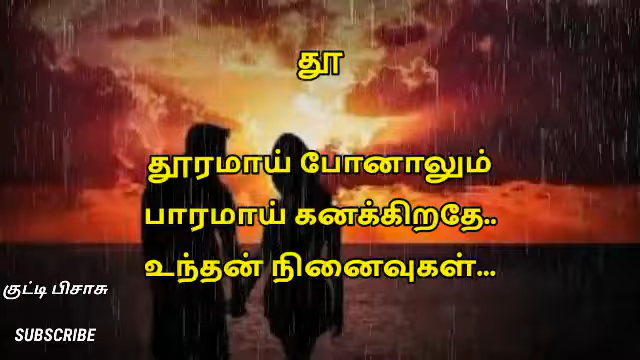 தூ
தூரமாய் போனாலும்
பாரமாய் கனக்கிறதே..
உந்தன் நினைவுகள்...
குட்டி பிசாசு
SUBSCRIBE